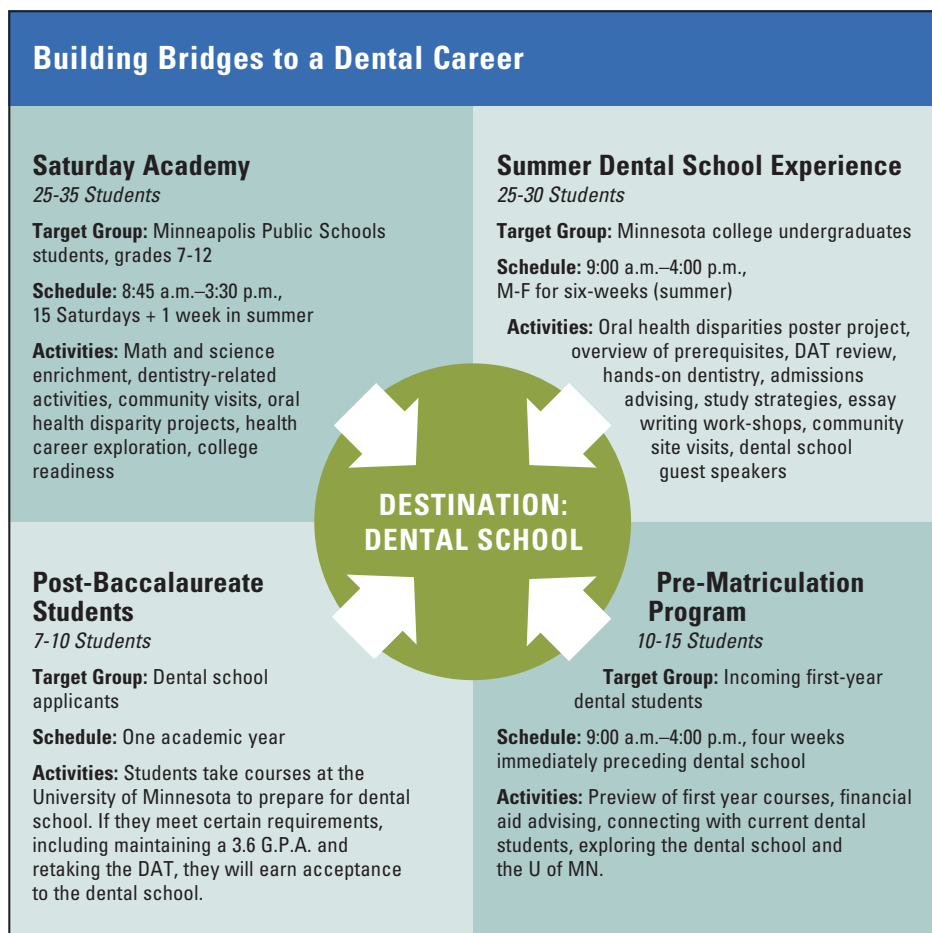 Building Bridges to a Dental Career
Saturday Academy
25-35 Students
Target Group: Minneapolis Public Schools
students, grades 7-12
Schedule: 8:45 a.m.–3:30 p.m.,
15 Saturdays + 1 week in summer
Activities: Math and science
enrichment, dentistry-related
activities, community visits, oral
health disparity projects, health
career exploration, college
readiness
Summer Dental School Experience
25-30 Students
Target Group: Minnesota college undergraduates
Schedule: 9:00 a.m.–4:00 p.m.,
M-F for six-weeks (summer)
Activities: Oral health disparities poster project,
overview of prerequisites, DAT review,
hands-on dentistry, admissions
advising, study strategies, essay
writing work-shops, community
site visits, dental school
guest speakers
DESTINATION:
DENTAL SCHOOL
Post-Baccalaureate
Students
7-10 Students
Target Group: Dental school
applicants
Schedule: One academic year
Activities: Students take courses at the
University of Minnesota to prepare for dental
school. If they meet certain requirements,
including maintaining a 3.6 G.P.A. and
retaking the DAT, they will earn acceptance
to the dental school.
Pre-Matriculation
Program
10-15 Students
Target Group: Incoming first-year
dental students
Schedule: 9:00 a.m.–4:00 p.m., four weeks
immediately preceding dental school
Activities: Preview of first year courses, financial
aid advising, connecting with current dental
students, exploring the dental school and
the U of MN.